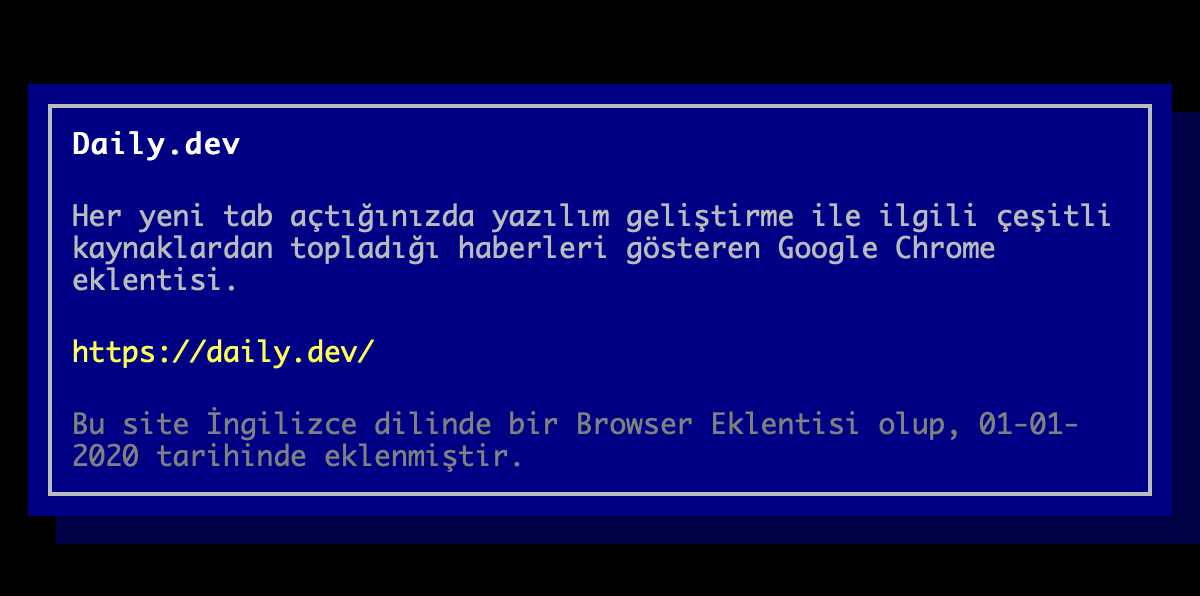 Daily.dev
Her yeni tab açtığınızda yazılım geliştirme ile ilgili çeşitli
kaynaklardan topladığı haberleri gösteren Google Chrome
eklentisi.
https://daily.dev/
Bu site İngilizce dilinde bir Browser Eklentisi olup, 01-01-
2020 tarihinde eklenmiştir.